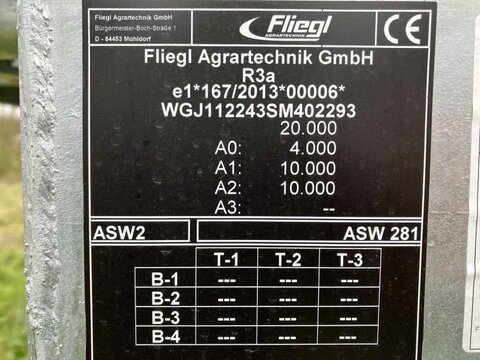 Fliegl Agrartechnik GmbH
Bürgermeister-Boch-Straße 1
D - 84453 Mühldorf
Fliegl
AGRARTECHNIK
CE
Fliegl Agrartechnik GmbH
R3a
e1*167/2013*00006*
WGJ112243SM402293
20.000
A0: 4.000
A1: 10.000
A2: 10.000
A3: --
ASW2 ASW 281
T-1 T-2 T-3
B-1 --- --- ---
B-2 --- --- ---
B-3 --- --- ---
B-4 --- --- ---